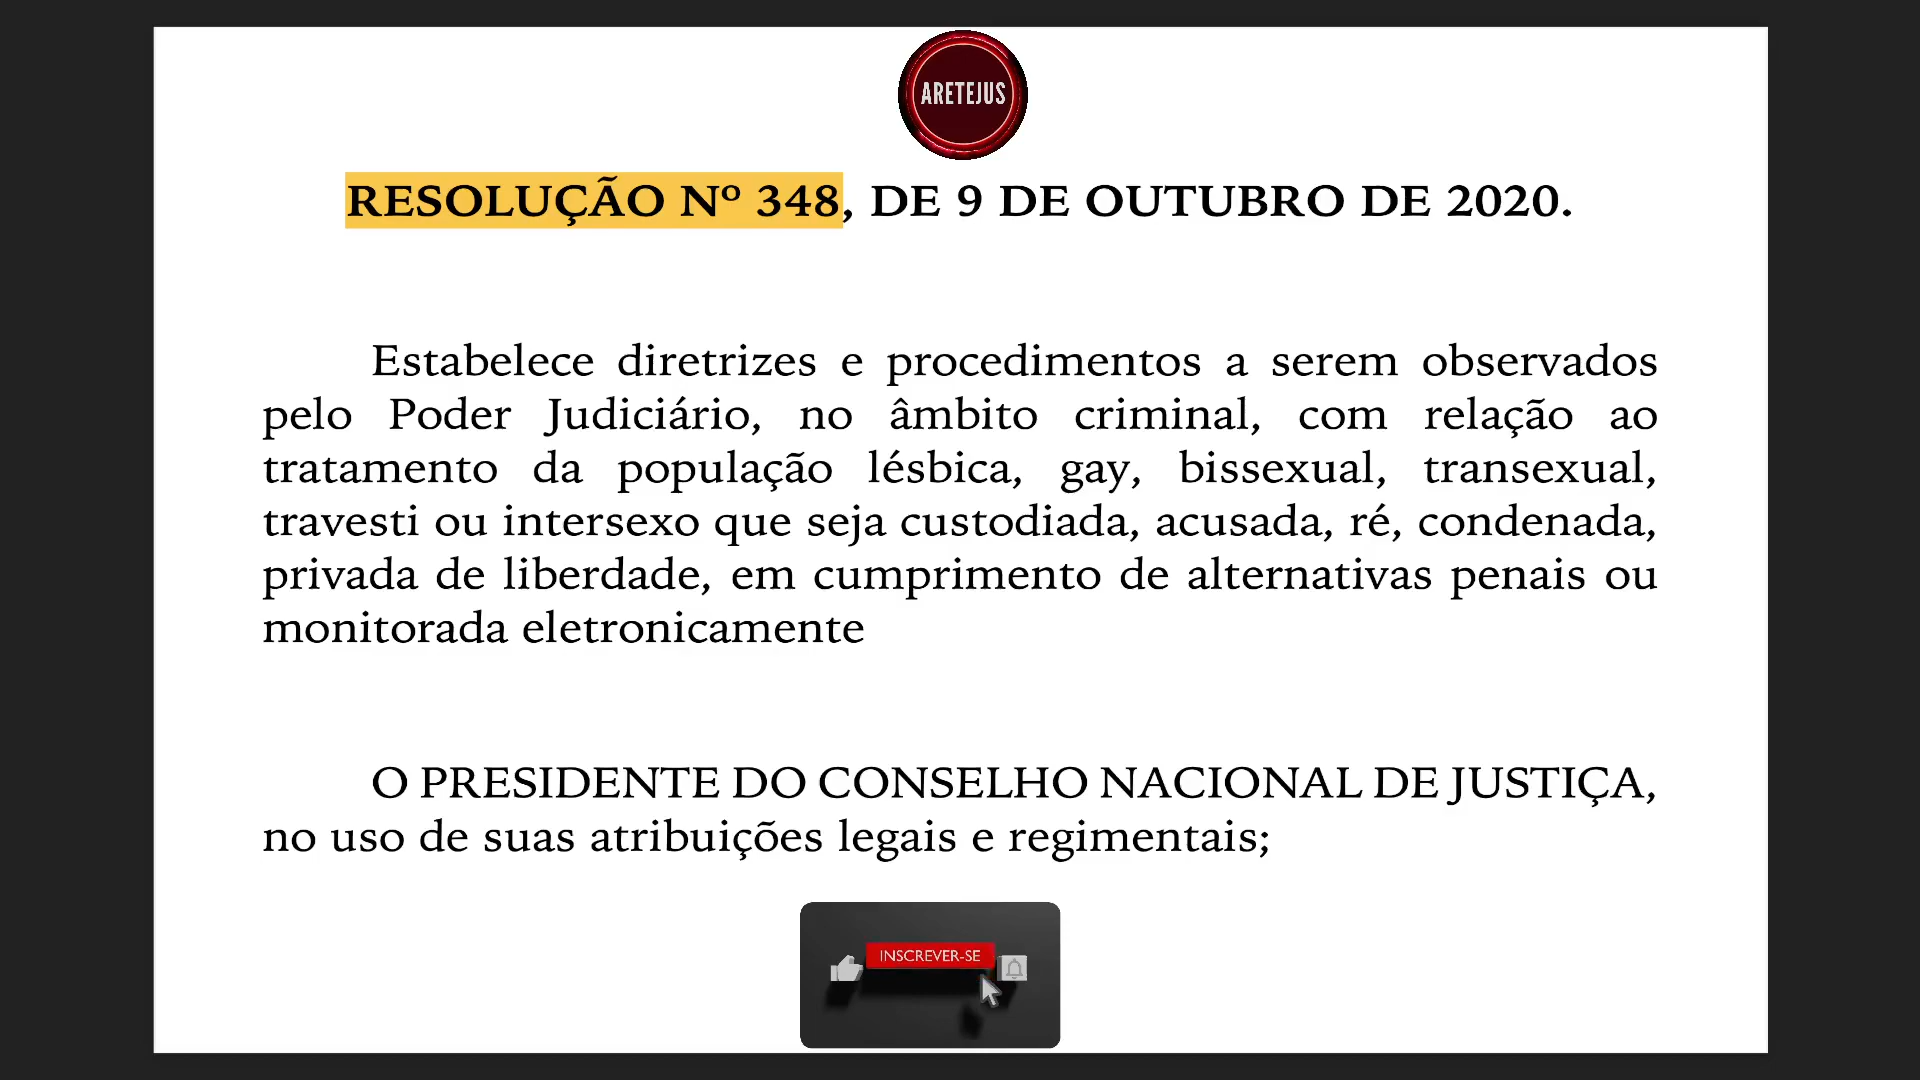 ARETEJUS
RESOLUÇÃO Nº 348, DE 9 DE OUTUBRO DE 2020.
Estabelece diretrizes e procedimentos a serem observados
pelo Poder Judiciário, no âmbito criminal, com relação ao
tratamento da população lésbica, gay, bissexual, transexual,
travesti ou intersexo que seja custodiada, acusada, ré, condenada,
privada de liberdade, em cumprimento de alternativas penais ou
monitorada eletronicamente
O PRESIDENTE DO CONSELHO NACIONAL DE JUSTIÇA,
no uso de suas atribuições legais e regimentais;
INSCREVER-SE